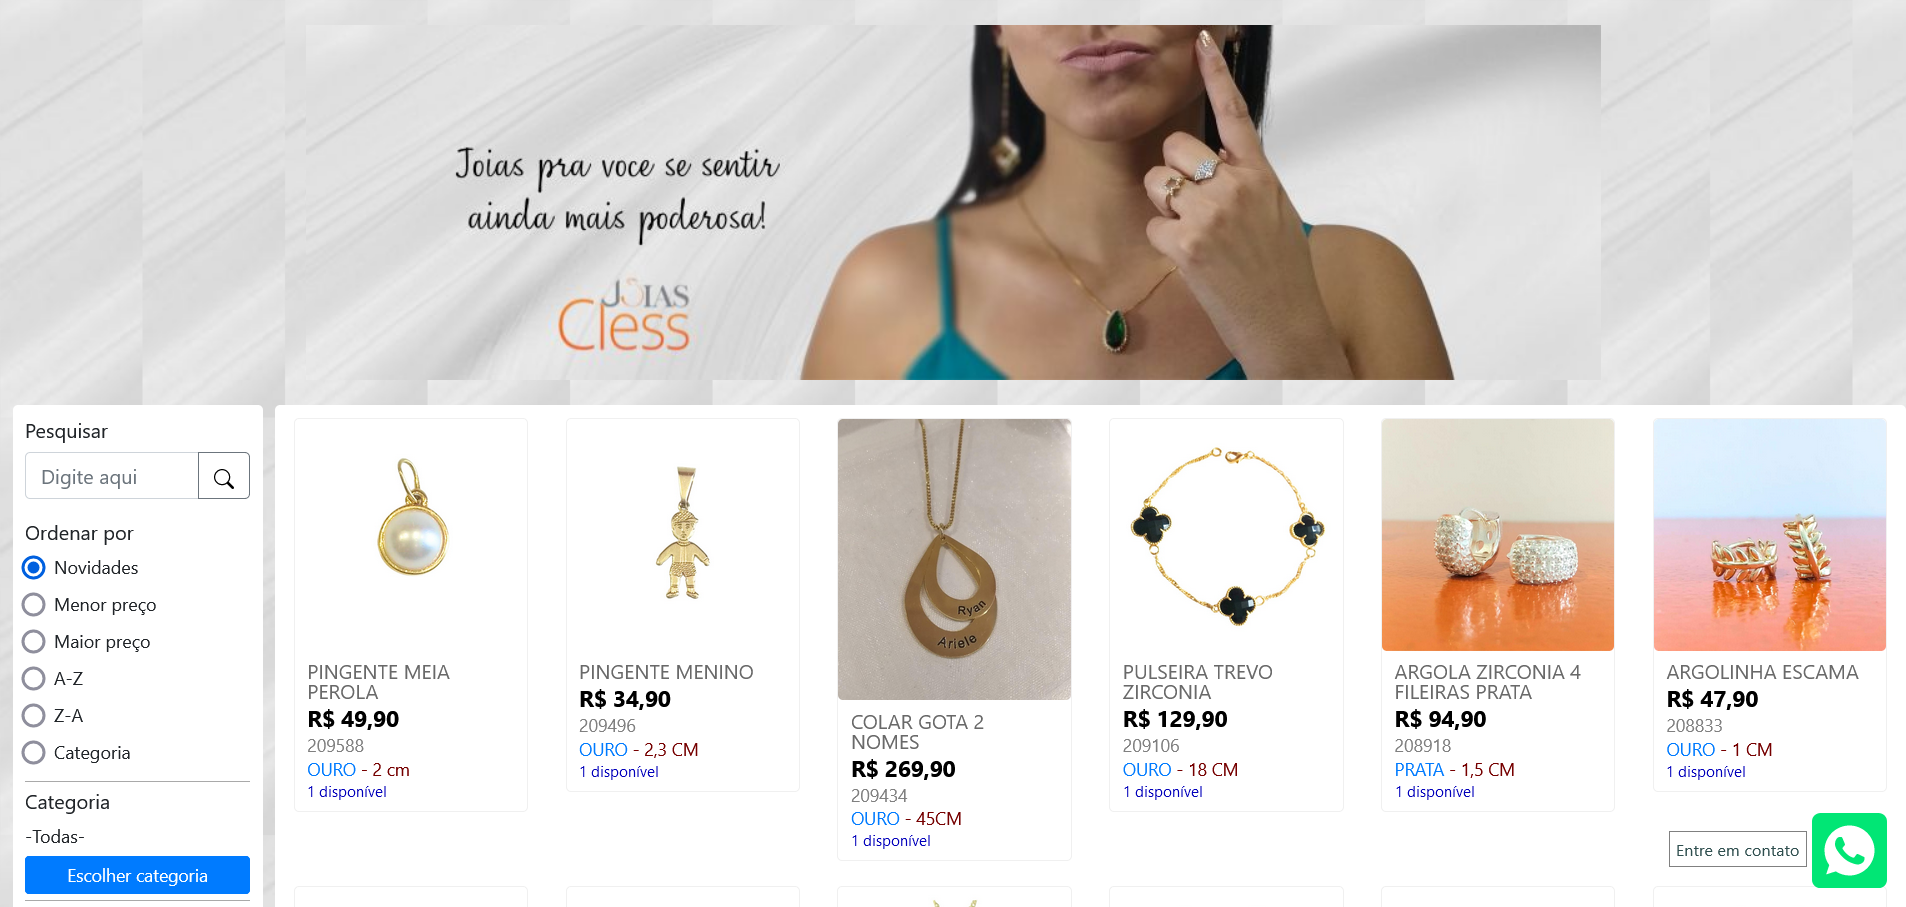 Joias pra voce se sentir
ainda mais poderosa!
JOIAS
Cless
Pesquisar
Digite aqui
Ordenar por
Novidades
Menor preço
Maior preço
A-Z
Z-A
Categoria
Categoria
-Todas-
Escolher categoria
PINGENTE MEIA
PEROLA
R$ 49,90
209588
OURO - 2 cm
1 disponível
PINGENTE MENINO
R$ 34,90
209496
OURO - 2,3 CM
1 disponível
Ryan
Ariele
COLAR GOTA 2
NOMES
R$ 269,90
209434
OURO - 45CM
1 disponível
PULSEIRA TREVO
ZIRCONIA
R$ 129,90
209106
OURO - 18 CM
1 disponível
ARGOLA ZIRCONIA 4
FILEIRAS PRATA
R$ 94,90
208918
PRATA - 1,5 CM
1 disponível
ARGOLINHA ESCAMA
R$ 47,90
208833
OURO - 1 CM
1 disponível
Entre em contato